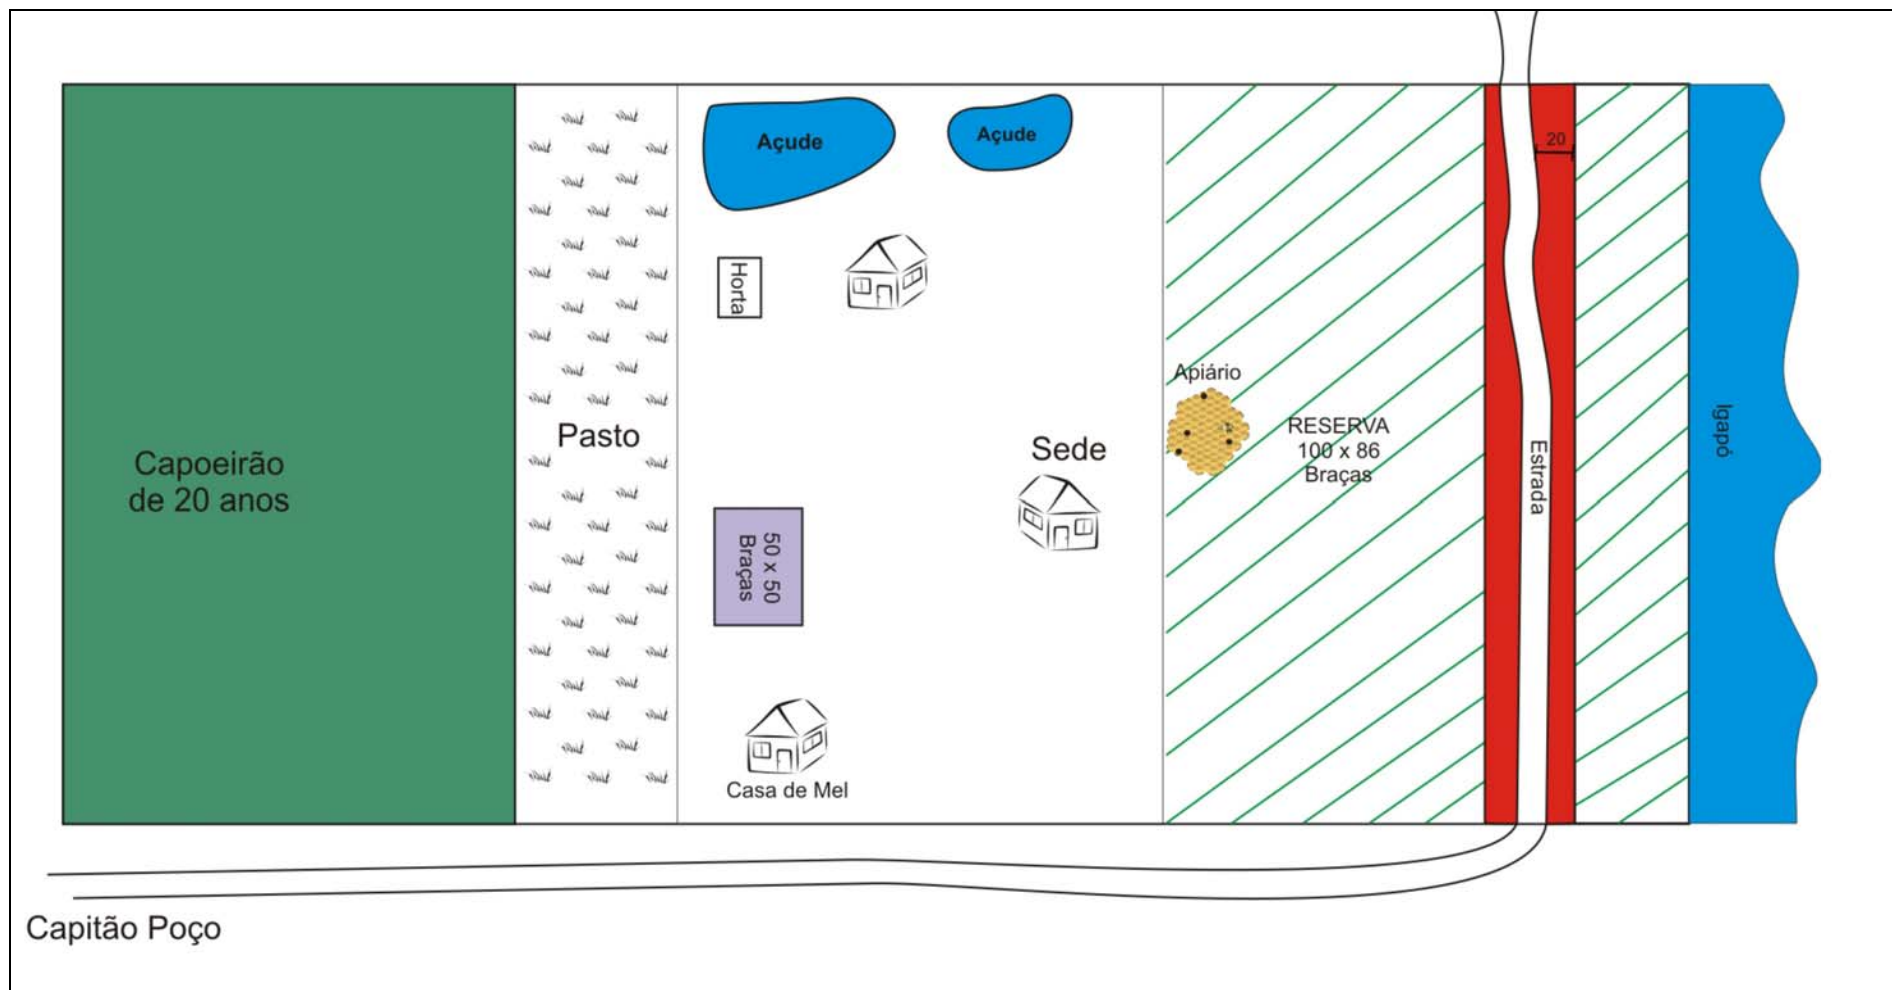 Açude
Açude
20
Horta
Apiário
Pasto
Sede
RESERVA
100 x 86
Braças
Igapó
Capoeirão
de 20 anos
Estrada
50 x 50
Braças
Casa de Mel
Capitão Poço